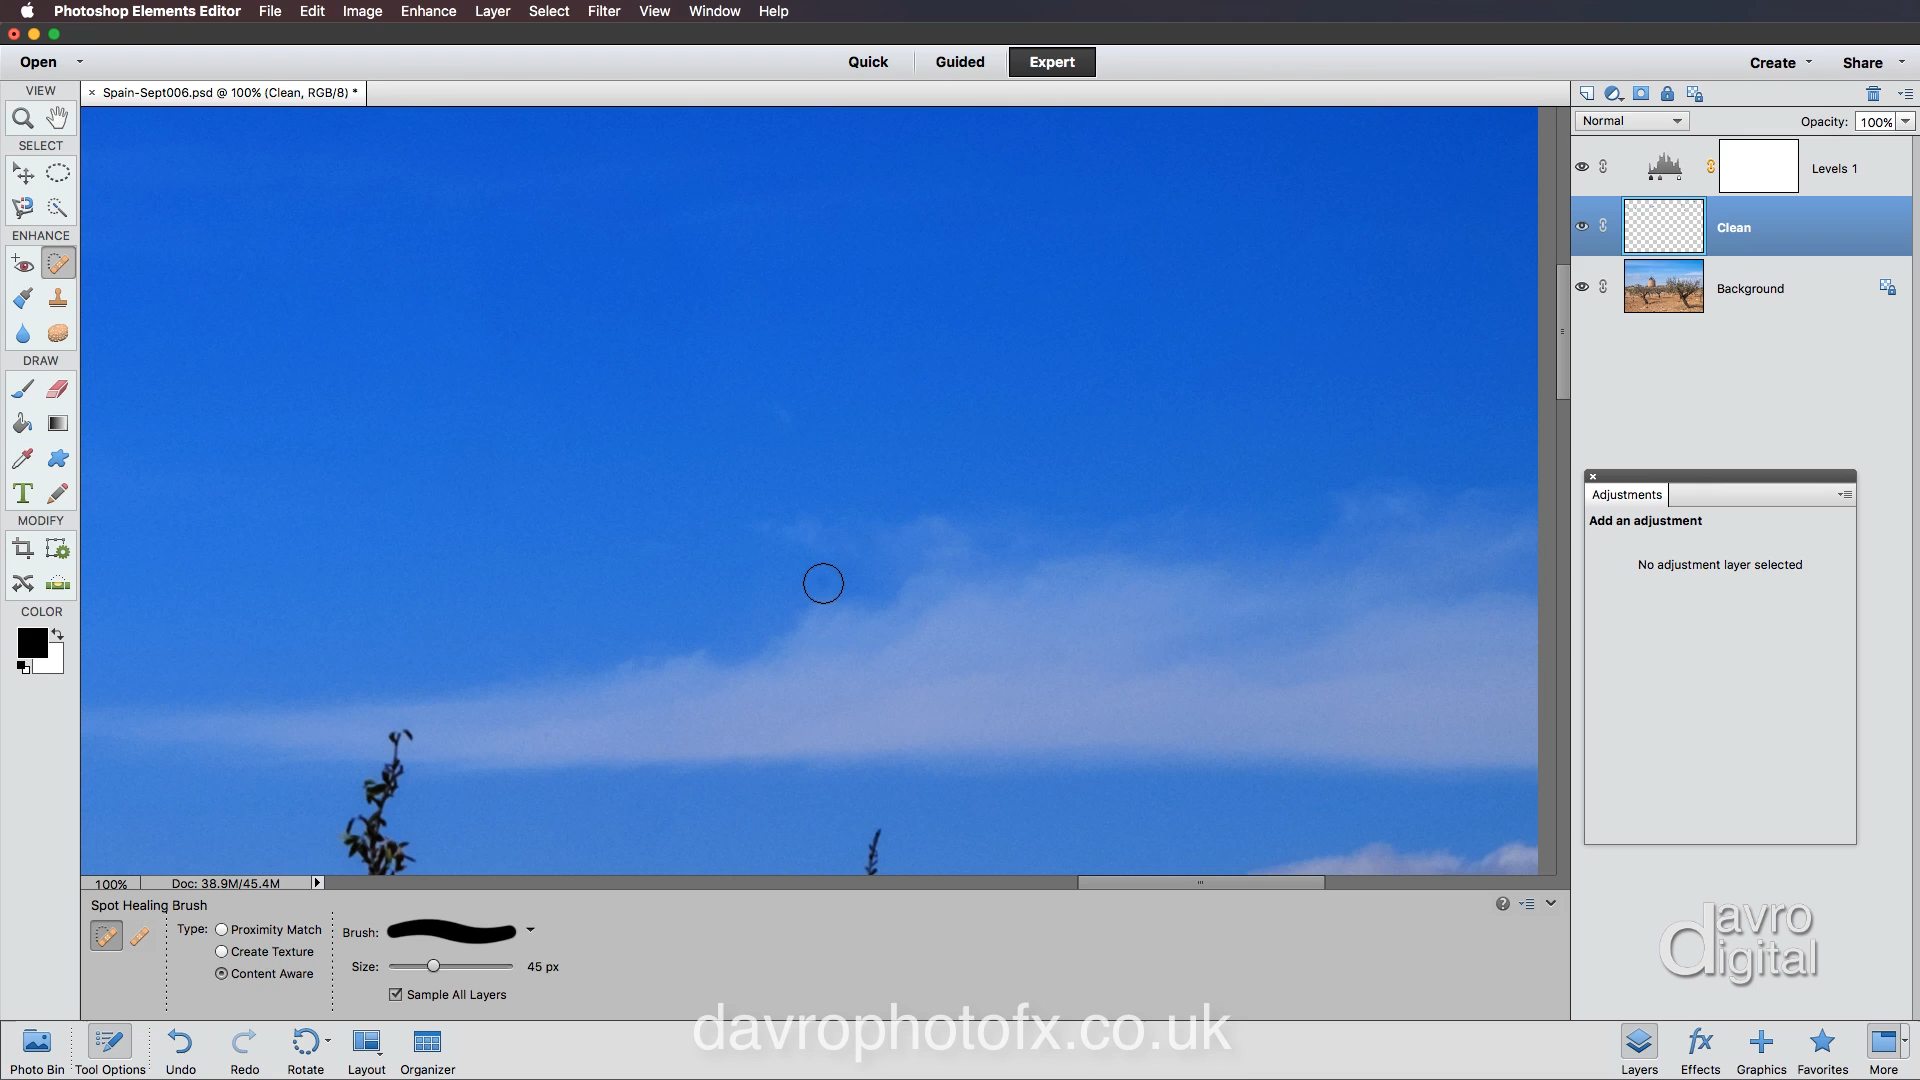 Photoshop Elements Editor File Edit Image Enhance Layer Select Filter View Window Help
Open Quick Guided Expert Create Share
VIEW
× Spain-Sept006.psd @ 100% (Clean, RGB/8) *
Normal Opacity: 100%
SELECT
Levels 1
ENHANCE
Clean
Background
DRAW
T
Adjustments
Add an adjustment
No adjustment layer selected
MODIFY
COLOR
100% Doc: 38.9M/45.4M
Spot Healing Brush
Type: Proximity Match
Create Texture
Content Aware
Brush:
Size: 45 px
Sample All Layers
davro
digital
davrophotofx.co.uk
Photo Bin Tool Options Undo Redo Rotate Layout Organizer
fx
Layers Effects Graphics Favorites More